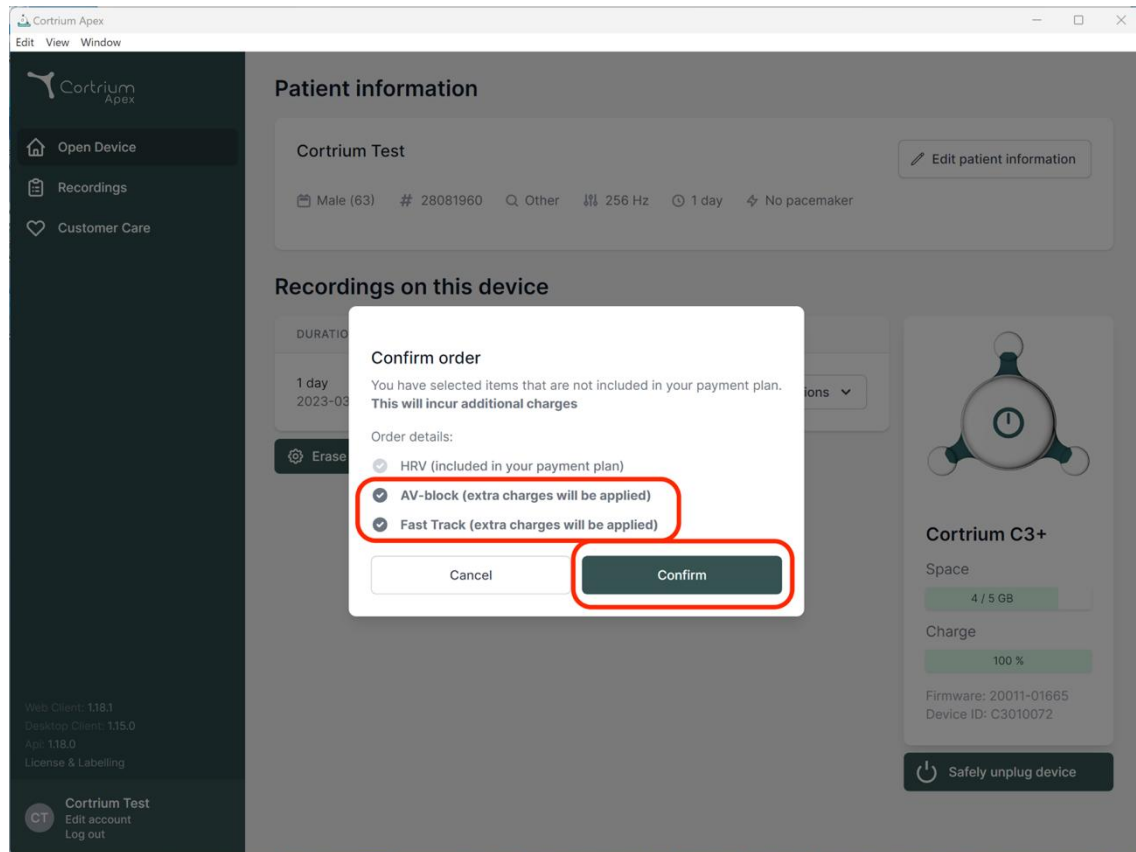 Cortrium Apex
Edit View Window
Cortrium
Apex
Open Device
Recordings
Customer Care
Patient information
Cortrium Test
Edit patient information
Male (63) # 28081960 Other 256 Hz 1 day No pacemaker
Recordings on this device
DURATIO
1 day
2023-03
ions
Erase
Confirm order
You have selected items that are not included in your payment plan.
This will incur additional charges
Order details:
HRV (included in your payment plan)
AV-block (extra charges will be applied)
Fast Track (extra charges will be applied)
Cancel
Confirm
Cortrium C3+
Space
4 / 5 GB
Charge
100 %
Firmware: 20011-01665
Device ID: C3010072
Safely unplug device
Web Client: 1.18.1
Desktop Client: 1.15.0
Api: 1.18.0
License & Labelling
CT
Cortrium Test
Edit account
Log out